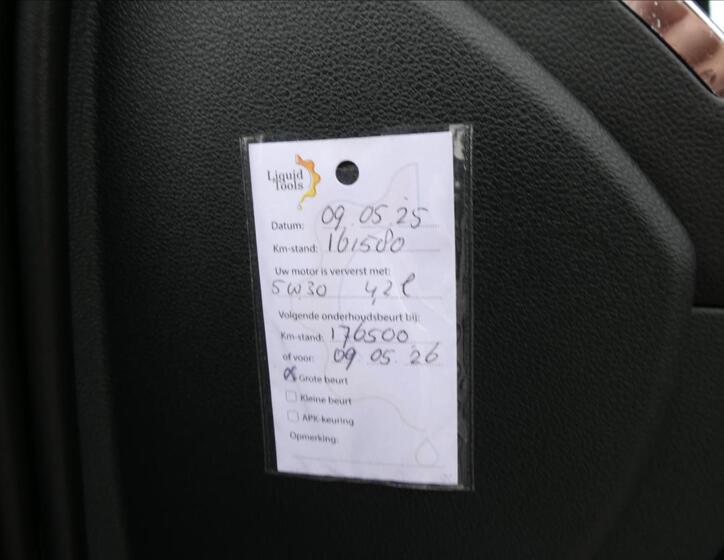 Liquid
Tools
Datum: 09.05.25
Km-stand: 161580
Uw motor is ververst met:
5W30 4,2 l
Volgende onderhoudsbeurt bij:
Km-stand: 176500
of voor: 09.05.26
Grote beurt
Kleine beurt
APK-keuring
Opmerking: